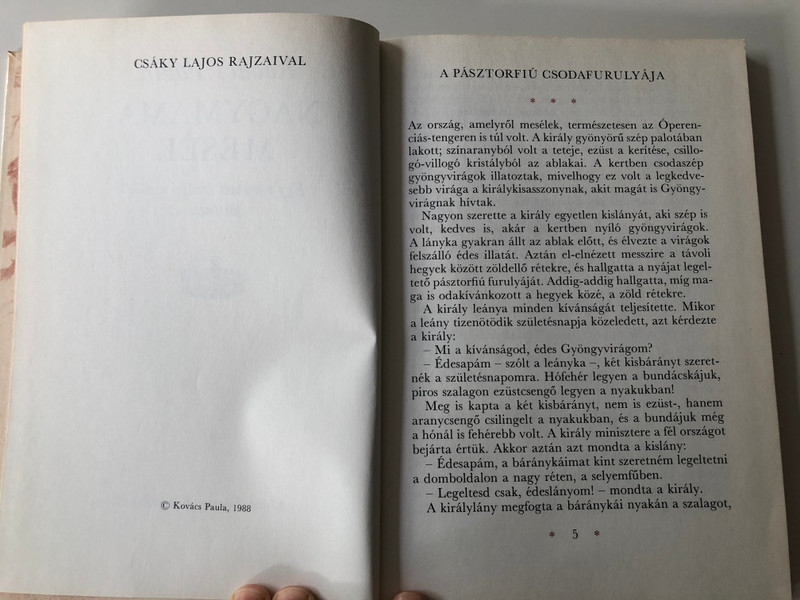 CSÁKY LAJOS RAJZAIVAL
© Kovács Paula, 1988
A PÁSZTORFIÚ CSODAFURULYÁJA
* * *
Az ország, amelyről mesélek, természetesen az Óperen-
ciás-tengeren is túl volt. A király gyönyörű szép palotában
lakott; színaranyból volt a teteje, ezüst a kerítése, csillo-
gó-villogó kristályból az ablakai. A kertben csodaszép
gyöngyvirágok illatoztak, mivelhogy ez volt a legkedve-
sebb virága a királykisasszonynak, akit magát is Gyöngy-
virágnak hívtak.
Nagyon szerette a király egyetlen kislányát, aki szép is
volt, kedves is, akár a kertben nyíló gyöngyvirágok.
A lányka gyakran állt az ablak előtt, és élvezte a virágok
felszálló édes illatát. Aztán el-elnézett messzire a távoli
hegyek között zöldellő rétekre, és hallgatta a nyáját legel-
tető pásztorfiú furulyáját. Addig-addig hallgatta, míg ma-
ga is odakívánkozott a hegyek közé, a zöld rétekre.
A király leánya minden kívánságát teljesítette. Mikor
a leány tizenötödik születésnapja közeledett, azt kérdezte
a király:
– Mi a kívánságod, édes Gyöngyvirágom?
– Édesapám – szólt a leányka –, két kisbárányt szeret-
nék a születésnapomra. Hófehér legyen a bundácskájuk,
piros szalagon ezüstcsengő legyen a nyakukban!
Meg is kapta a két kisbárányt, nem is ezüst-, hanem
aranycsengő csilingelt a nyakukban, és a bundájuk még
a hónál is fehérebb volt. A király minisztere a fél országot
bejárta értük. Akkor aztán azt mondta a kislány:
– Édesapám, a báránykáimat kint szeretném legeltetni
a domboldalon a nagy réten, a selyemfűben.
– Legeltesd csak, édeslányom! – mondta a király.
A királylány megfogta a báránykái nyakán a szalagot,
* 5 *